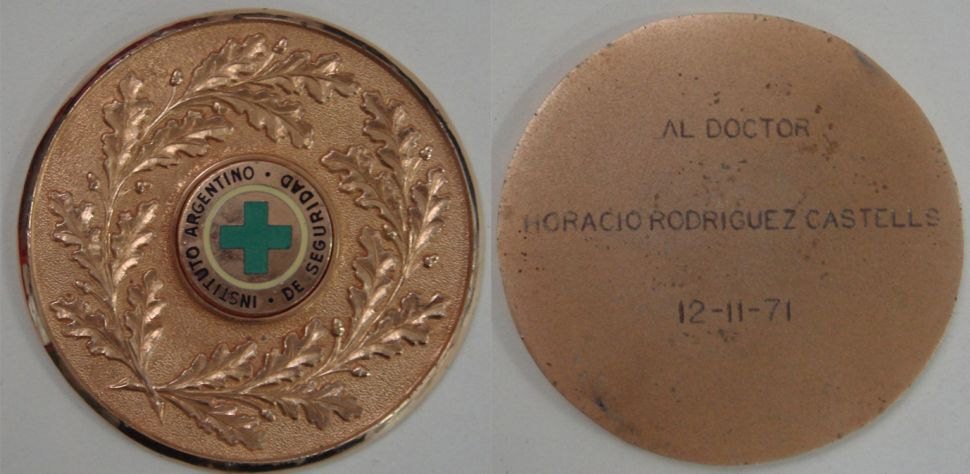 INSTITUTO ARGENTINO • DE SEGURIDAD •
AL DOCTOR
HORACIO RODRIGUEZ CASTELLS
12-11-71